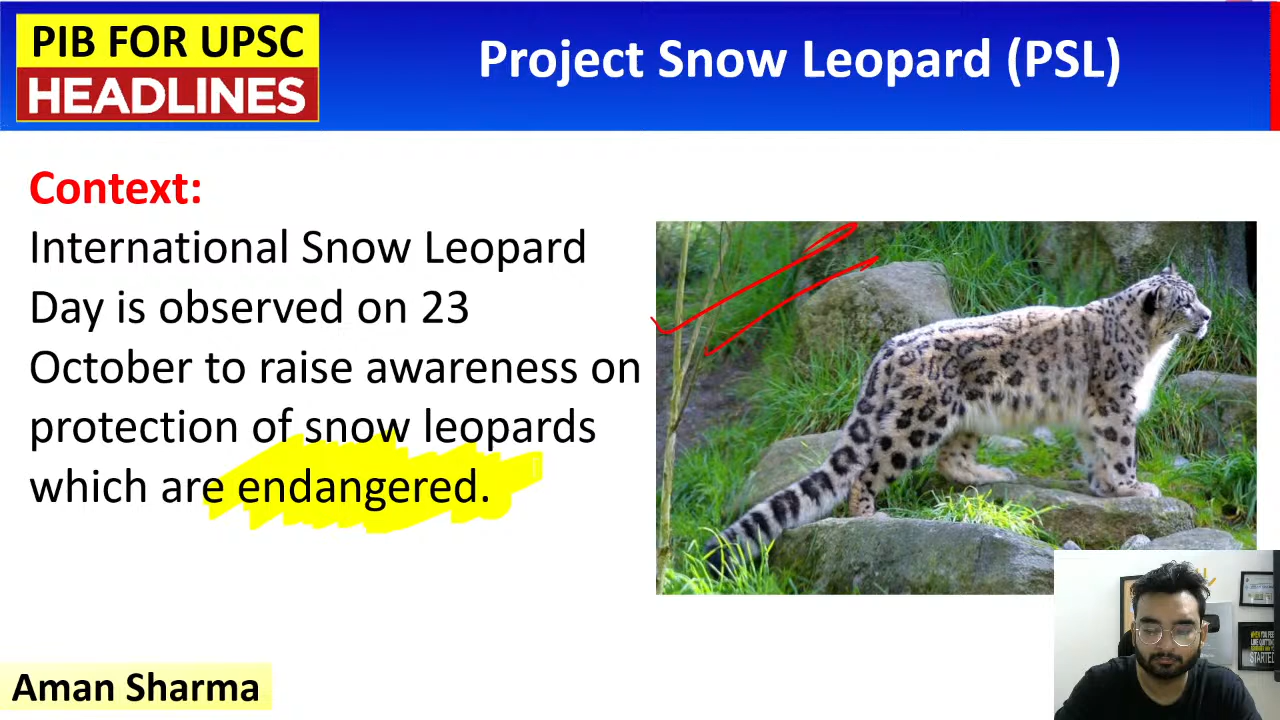 PIB FOR UPSC
HEADLINES
Project Snow Leopard (PSL)
Context:
International Snow Leopard
Day is observed on 23
October to raise awareness on
protection of snow leopards
which are endangered.
Aman Sharma